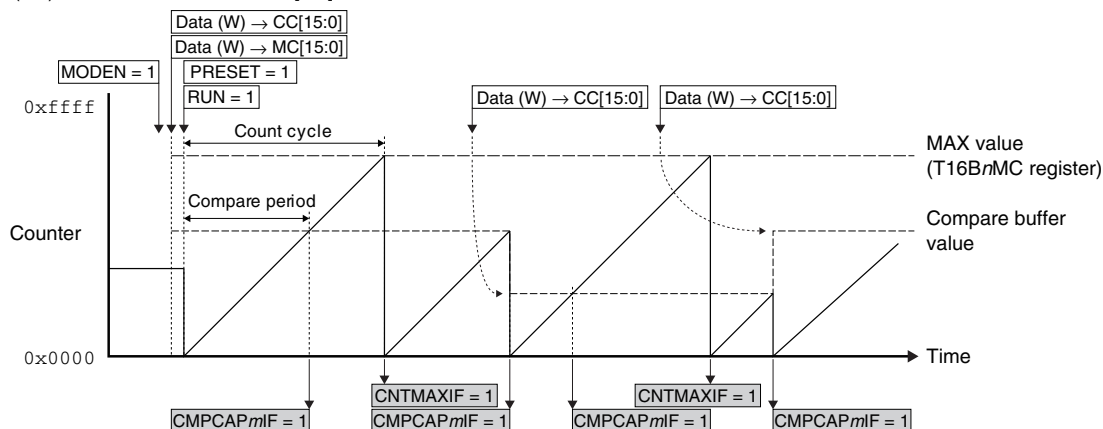 Data (W) → CC[15:0]
Data (W) → MC[15:0]
MODEN = 1
PRESET = 1
RUN = 1
Data (W) → CC[15:0]
Data (W) → CC[15:0]
0xffff
Count cycle
MAX value
(T16BnMC register)
Compare period
Counter
Compare buffer
value
0x0000
Time
CNTMAXIF = 1
CNTMAXIF = 1
CMPCAPmIF = 1
CMPCAPmIF = 1
CMPCAPmIF = 1
CMPCAPmIF = 1